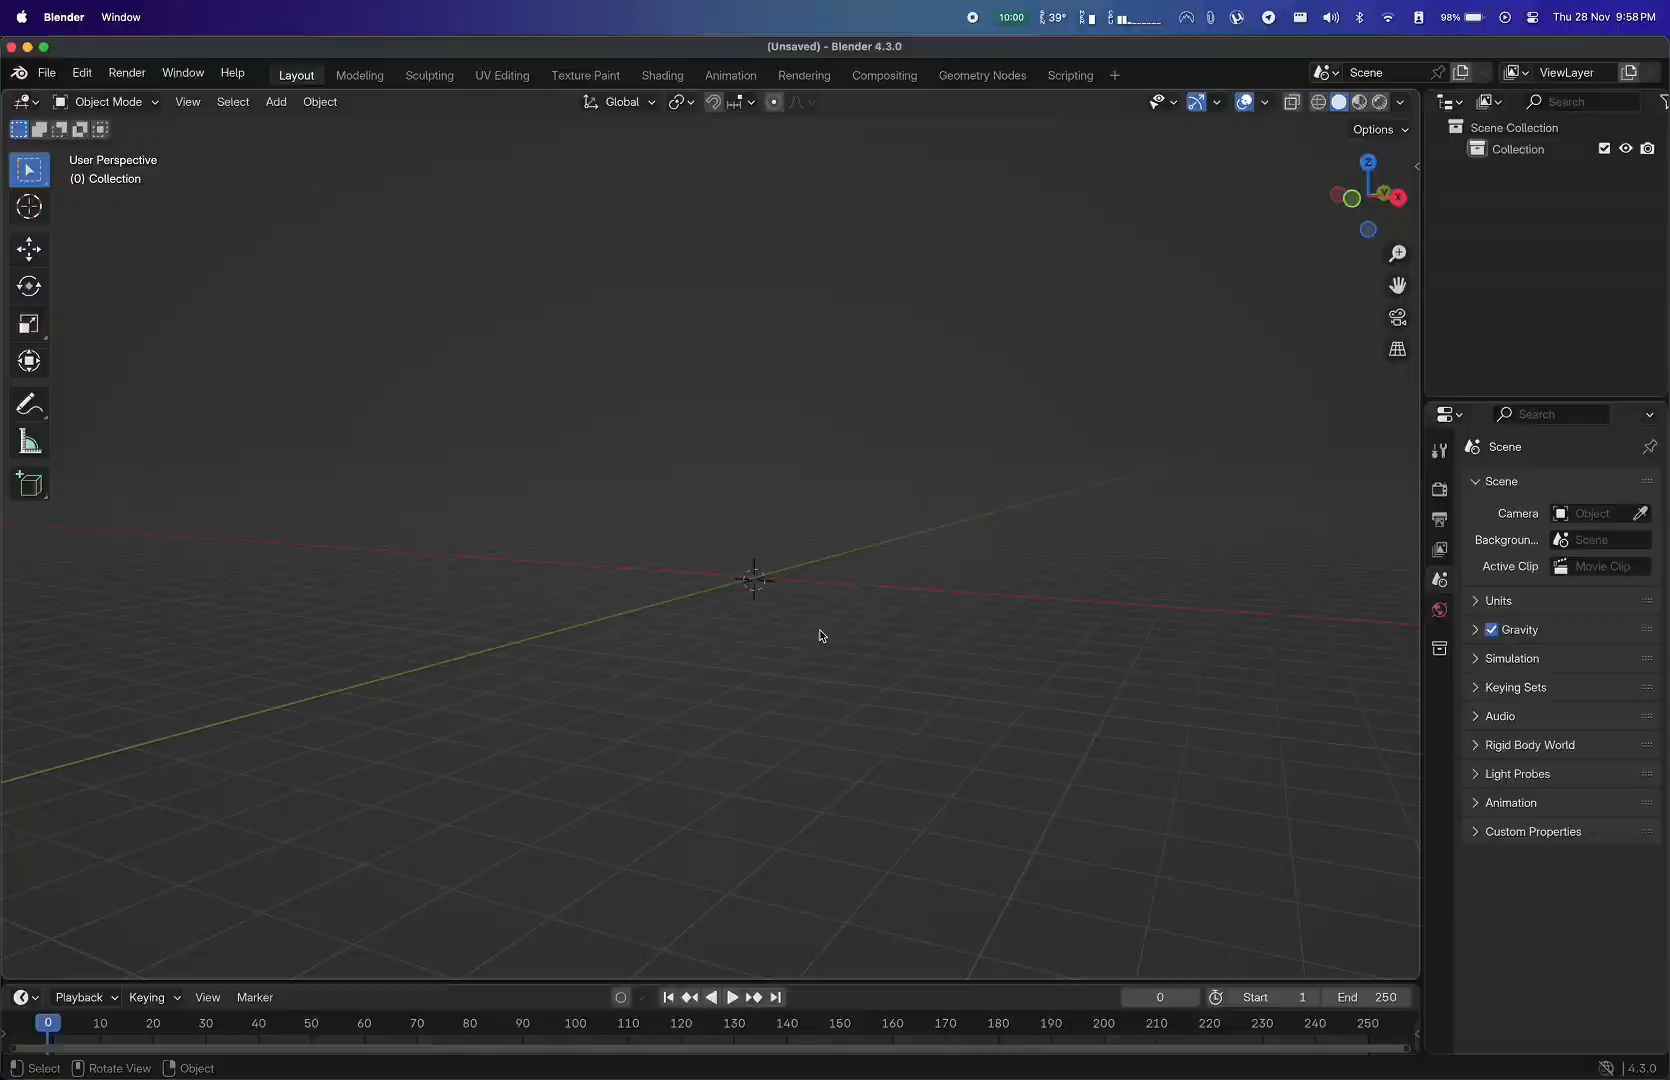 Blender Window 10:00 39° 98% Thu 28 Nov 9:58 PM
(Unsaved) - Blender 4.3.0
File Edit Render Window Help Layout Modeling Sculpting UV Editing Texture Paint Shading Animation Rendering Compositing Geometry Nodes Scripting + Scene ViewLayer
Object Mode View Select Add Object Global Search
Options
Scene Collection
Collection
User Perspective
(0) Collection
Z
Y
X
Search
Scene
Scene
Camera Object
Backgroun... Scene
Active Clip Movie Clip
Units
Gravity
Simulation
Keying Sets
Audio
Rigid Body World
Light Probes
Animation
Custom Properties
Playback Keying View Marker 0 Start 1 End 250
0 10 20 30 40 50 60 70 80 90 100 110 120 130 140 150 160 170 180 190 200 210 220 230 240 250
Select Rotate View Object 4.3.0